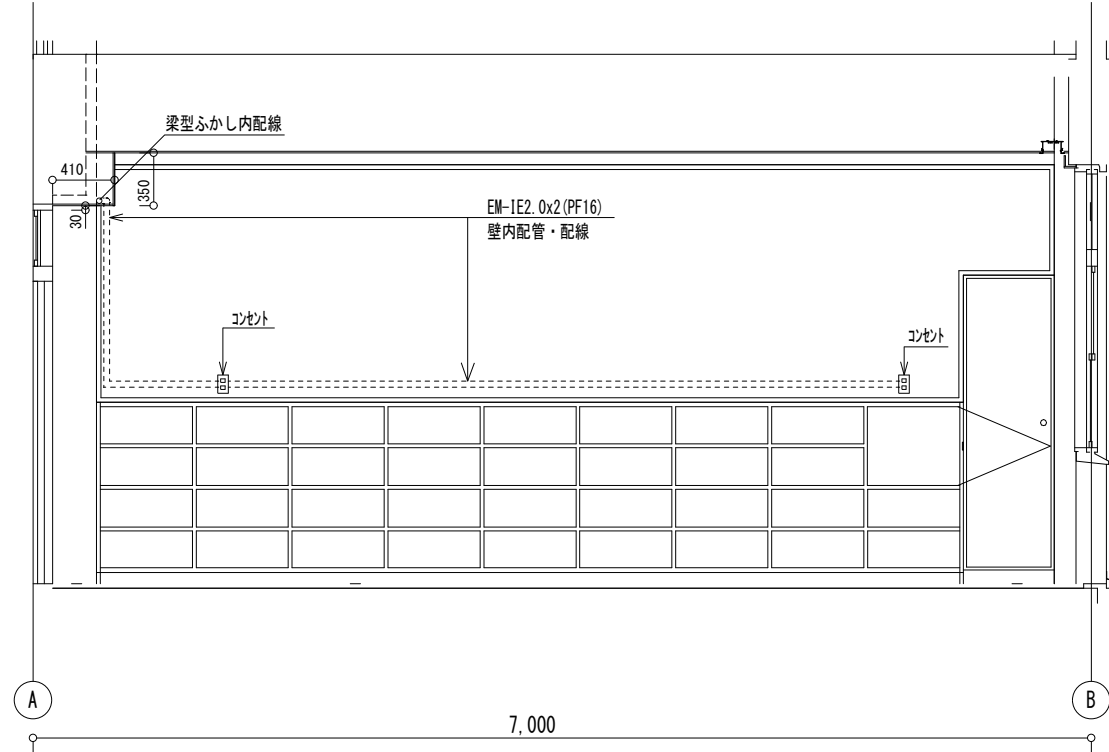 梁型ふかし内配線
410
350
30
EM-IE2.0x2(PF16)
壁内配管・配線
コンセント
コンセント
A
B
7,000